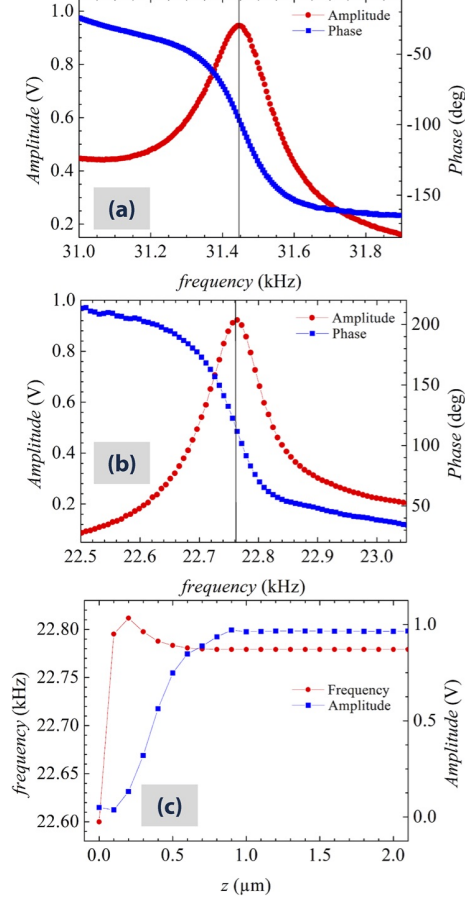 1.0
0.8
0.6
0.4
0.2
Amplitude (V)
Amplitude
Phase
-50
-100
-150
Phase (deg)
(a)
31.0 31.2 31.4 31.6 31.8
frequency (kHz)
1.0
0.8
0.6
0.4
0.2
Amplitude (V)
Amplitude
Phase
200
150
100
50
Phase (deg)
(b)
22.5 22.6 22.7 22.8 22.9 23.0
frequency (kHz)
22.80
22.75
22.70
22.65
22.60
frequency (kHz)
Frequency
Amplitude
1.0
0.5
0.0
Amplitude (V)
(c)
0.0 0.5 1.0 1.5 2.0
z (µm)